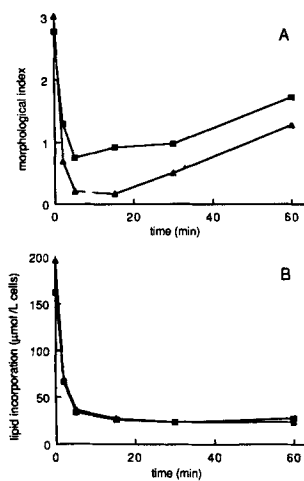 A
3
2
1
0
0 20 40 60
morphological index
time (min)
B
200
150
100
50
0
0 20 40 60
lipid incorporation (µmol /L cells)
time (min)